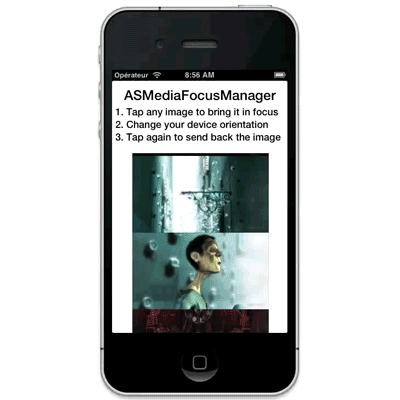 Opérateur 8:56 AM
ASMediaFocusManager
1. Tap any image to bring it in focus
2. Change your device orientation
3. Tap again to send back the image